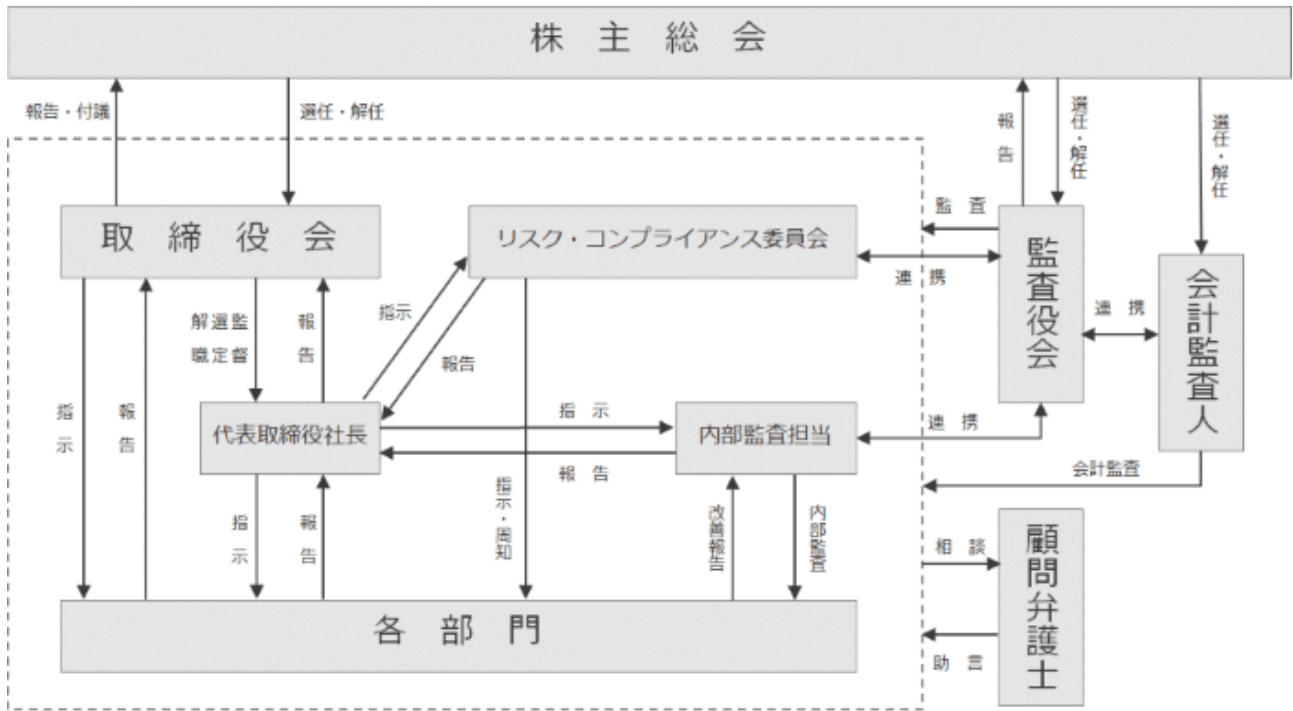 株主総会
報告・付議
選任・解任
報告
選任・解任
選任・解任
取締役会
リスク・コンプライアンス委員会
監査
監査役会
連携
会計監査人
連携
選定
解職
監督
報告
指示
報告
指示
報告
代表取締役社長
指示
報告
内部監査担当
連携
会計監査
指示
報告
指示・周知
改善報告
内部監査
相談
顧問弁護士
助言
各部門